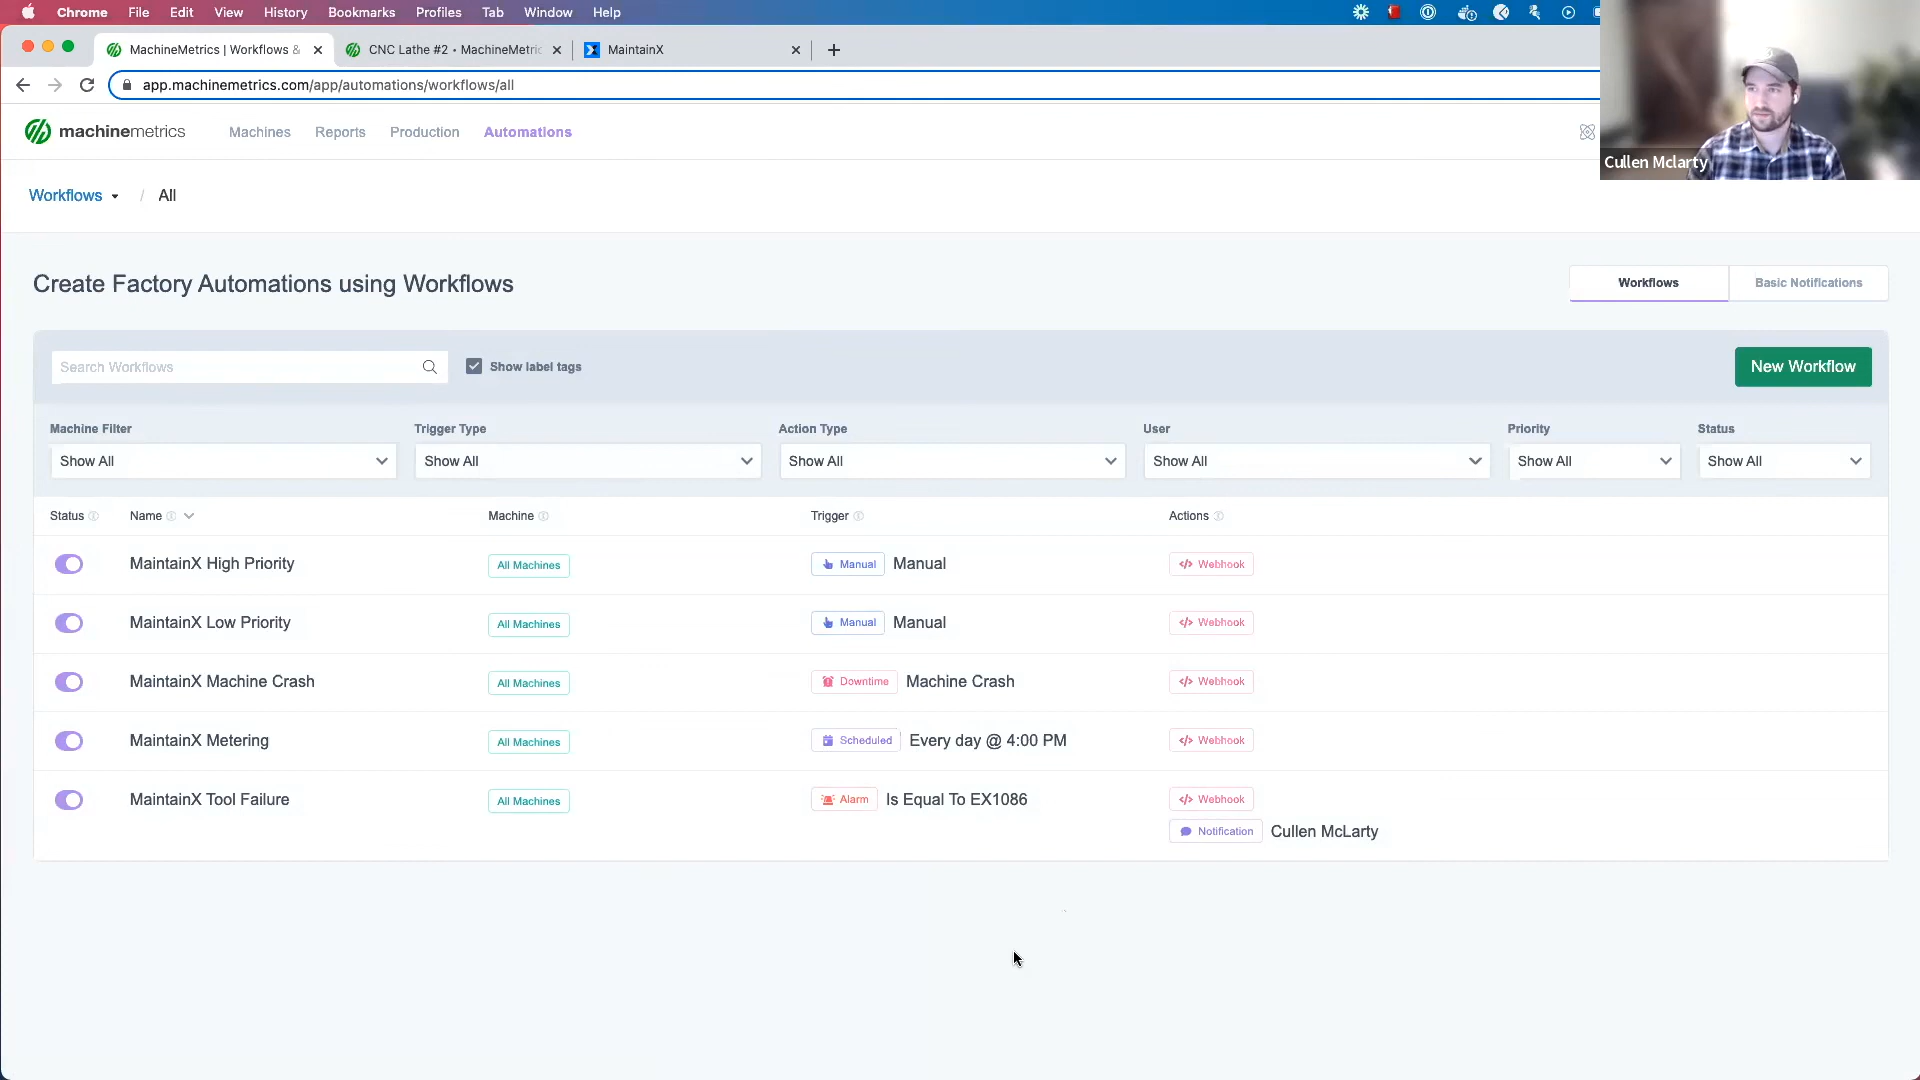 Chrome File Edit View History Bookmarks Profiles Tab Window Help
MachineMetrics | Workflows & CNC Lathe #2 • MachineMetric MaintainX
app.machinemetrics.com/app/automations/workflows/all
machinemetrics Machines Reports Production Automations
Cullen Mclarty
Workflows / All
Create Factory Automations using Workflows
Workflows Basic Notifications
Search Workflows Show label tags New Workflow
Machine Filter Trigger Type Action Type User Priority Status
Show All Show All Show All Show All Show All Show All
Status Name Machine Trigger Actions
MaintainX High Priority All Machines Manual Manual Webhook
MaintainX Low Priority All Machines Manual Manual Webhook
MaintainX Machine Crash All Machines Downtime Machine Crash Webhook
MaintainX Metering All Machines Scheduled Every day @ 4:00 PM Webhook
MaintainX Tool Failure All Machines Alarm Is Equal To EX1086 Webhook
Notification Cullen McLarty